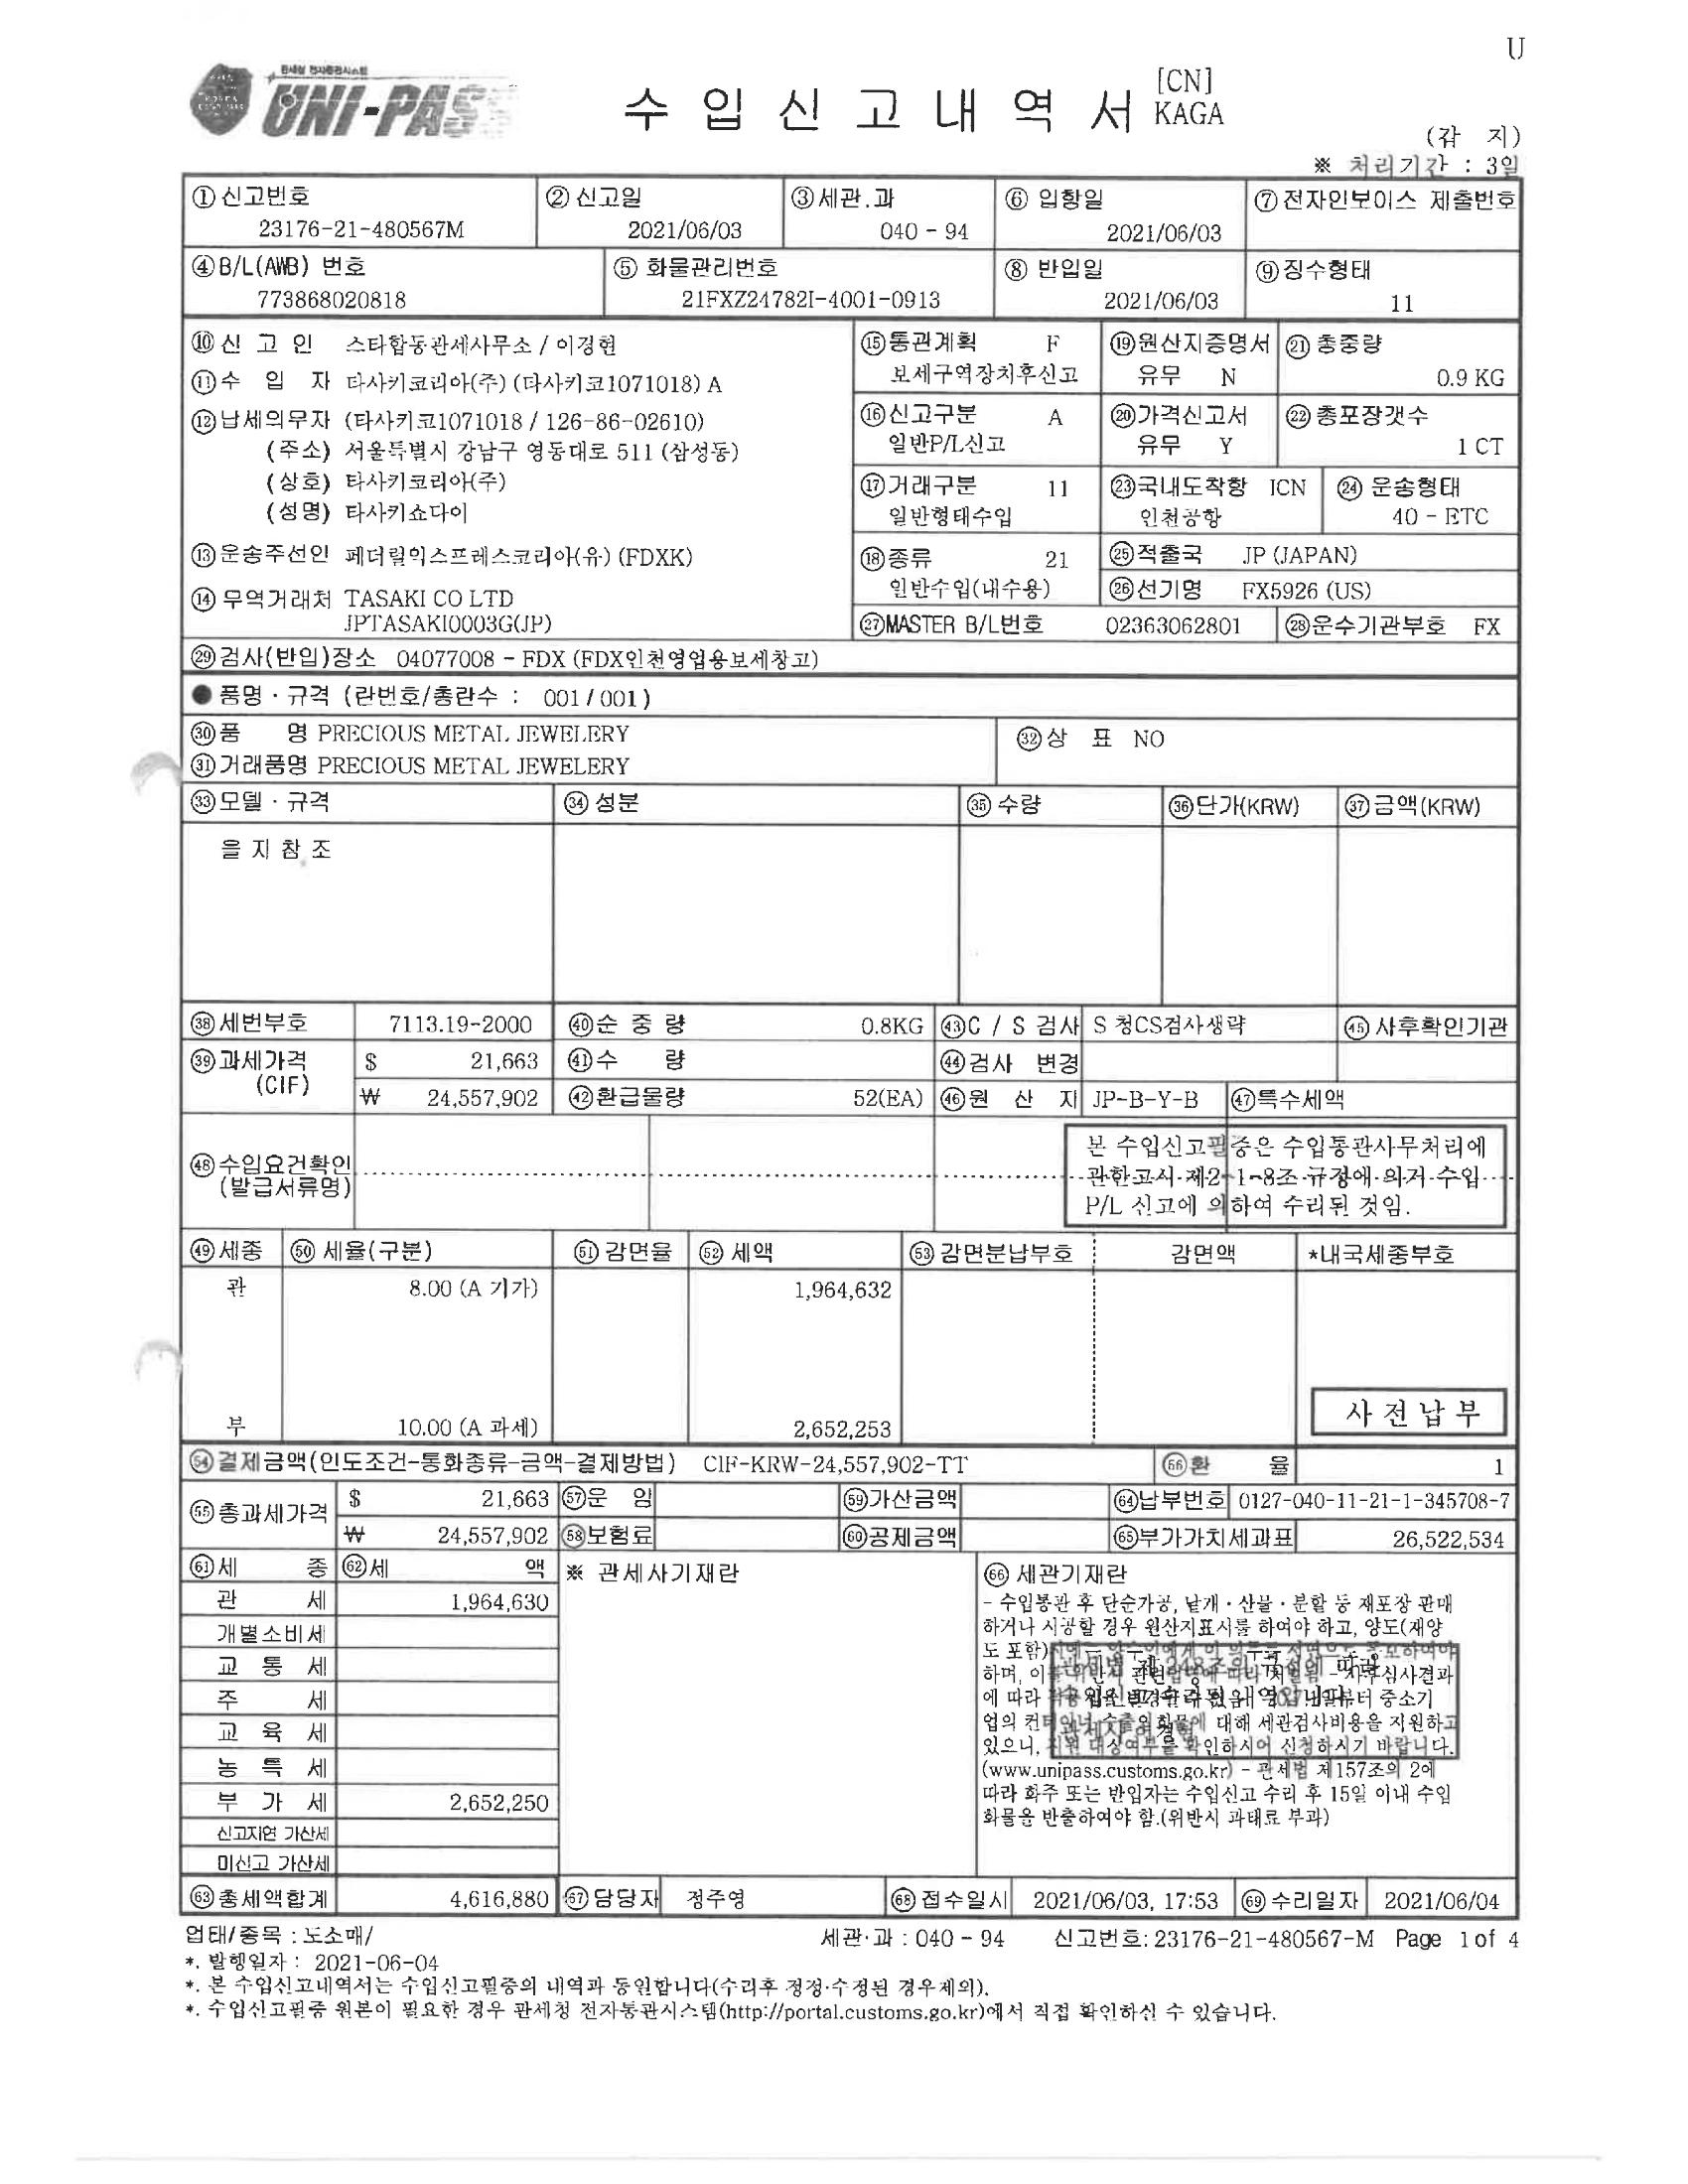 U
관세청 전자통관시스템
UNI-PASS
수 입 신 고 내 역 서 [CN] KAGA
(갑 지)
※ 처리기간 : 3일
①신고번호 23176-21-480567M
②신고일 2021/06/03
③세관.과 040 - 94
⑥ 입항일 2021/06/03
⑦전자인보이스 제출번호
④B/L(AWB) 번호 773868020818
⑤ 화물관리번호 21FXZ24782I-4001-0913
⑧ 반입일 2021/06/03
⑨징수형태 11
⑩신 고 인 스타합동관세사무소 / 이경현
⑪수 입 자 타사키코리아(주) (타사키코1071018) A
⑫납세의무자 (타사키코1071018 / 126-86-02610)
(주소) 서울특별시 강남구 영동대로 511 (삼성동)
(상호) 타사키코리아(주)
(성명) 타사키쇼다이
⑬운송주선인 페더럴익스프레스코리아(유) (FDXK)
⑭무역거래처 TASAKI CO LTD
JPTASAKI0003G(JP)
⑮통관계획 F
보세구역장치후신고
⑯신고구분 A
일반P/L신고
⑰거래구분 11
일반형태수입
⑱종류 21
일반수입(내수용)
⑲원산지증명서
유무 N
⑳가격신고서
유무 Y
㉑ 총중량
0.9 KG
㉒ 총포장갯수
1 CT
㉓국내도착항 ICN
인천공항
㉔ 운송형태
40 - ETC
㉕적출국 JP (JAPAN)
㉖선기명 FX5926 (US)
㉗MASTER B/L번호 02363062801
㉘운수기관부호 FX
㉙검사(반입)장소 04077008 - FDX (FDX인천영업용보세창고)
● 품명 · 규격 (란번호/총란수 : 001 / 001)
㉚품 명 PRECIOUS METAL JEWELERY
㉛거래품명 PRECIOUS METAL JEWELERY
㉜상 표 NO
㉝모델 · 규격 ㉞성분 ㉟수량 ㊱단가(KRW) ㊲금액(KRW)
을 지 참 조
㊳세번부호 7113.19-2000
㊵순 중 량 0.8KG
㊸C / S 검사 S 청CS검사생략
㊺사후확인기관
㊴과세가격 (CIF) $ 21,663
₩ 24,557,902
㊶수 량
㊹검사 변경
㊷환급물량 52(EA)
㊻원 산 지 JP-B-Y-B
㊼특수세액
㊽수입요건확인
(발급서류명)
본 수입신고필증은 수입통관사무처리에
관한고시 제2-1-8조 규정에 의거 수입
P/L 신고에 의하여 수리된 것임.
㊾세종 ㊿세율(구분) 51 감면율 52 세액 53 감면분납부호 감면액 *내국세종부호
관 8.00 (A 기가) 1,964,632
사 전 납 부
부 10.00 (A 과세) 2,652,253
54 결제금액(인도조건-통화종류-금액-결제방법) CIF-KRW-24,557,902-TT
56 환 율 1
55 총과세가격 $ 21,663
₩ 24,557,902
57 운 임
58 보험료
59 가산금액
60 공제금액
64 납부번호 0127-040-11-21-1-345708-7
65 부가가치세과표 26,522,534
61 세 종 62 세 액
관 세 1,964,630
개별소비세
교 통 세
주 세
교 육 세
농 특 세
부 가 세 2,652,250
신고지연 가산세
미신고 가산세
※ 관세사기재란
66 세관기재란
- 수입통관 후 단순가공, 낱개 · 산물 · 분할 등 재포장 판매
하거나 시공할 경우 원산지표시를 하여야 하고, 양도(재양
도 포함)
하며,
심사결과
에 따라 부터 중소기
업의 대해 세관검사비용을 지원하고
있으니, 확인하시어 신청하시기 바랍니다.
(www.unipass.customs.go.kr) - 관세법 제157조의 2에
따라 화주 또는 반입자는 수입신고 수리 후 15일 이내 수입
화물을 반출하여야 함.(위반시 과태료 부과)
63 총세액합계 4,616,880
67 담당자 정주영
68 접수일시 2021/06/03, 17:53
69 수리일자 2021/06/04
업태/종목 : 도소매/ 세관·과 : 040 - 94 신고번호: 23176-21-480567-M Page 1 of 4
*. 발행일자 : 2021-06-04
*. 본 수입신고내역서는 수입신고필증의 내역과 동일합니다(수리후 정정·수정된 경우제외).
*. 수입신고필증 원본이 필요한 경우 관세청 전자통관시스템(http://portal.customs.go.kr)에서 직접 확인하실 수 있습니다.